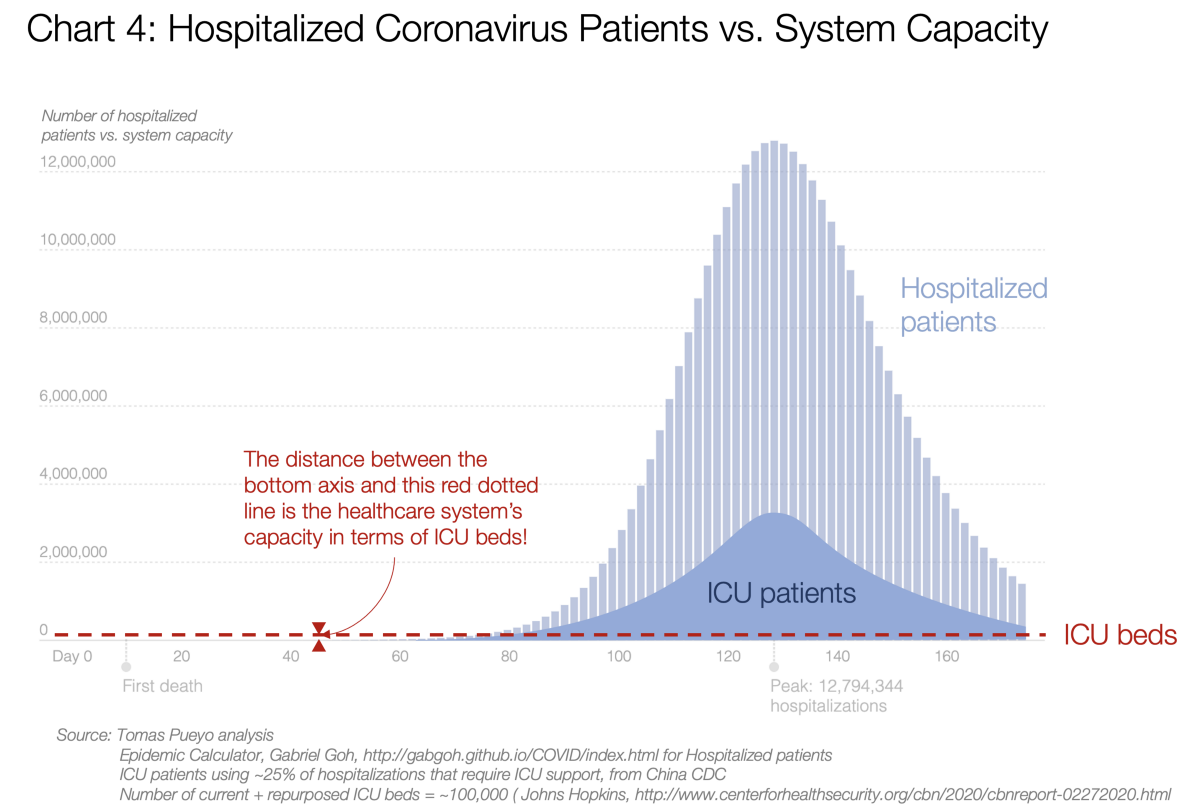 Chart 4: Hospitalized Coronavirus Patients vs. System Capacity
Number of hospitalized
patients vs. system capacity
12,000,000
10,000,000
8,000,000
6,000,000
4,000,000
2,000,000
0
Hospitalized
patients
The distance between the
bottom axis and this red dotted
line is the healthcare system's
capacity in terms of ICU beds!
ICU patients
ICU beds
Day 0
20
40
60
80
100
120
140
160
First death
Peak: 12,794,344
hospitalizations
Source: Tomas Pueyo analysis
Epidemic Calculator, Gabriel Goh, http://gabgoh.github.io/COVID/index.html for Hospitalized patients
ICU patients using ~25% of hospitalizations that require ICU support, from China CDC
Number of current + repurposed ICU beds = ~100,000 ( Johns Hopkins, http://www.centerforhealthsecurity.org/cbn/2020/cbnreport-02272020.html